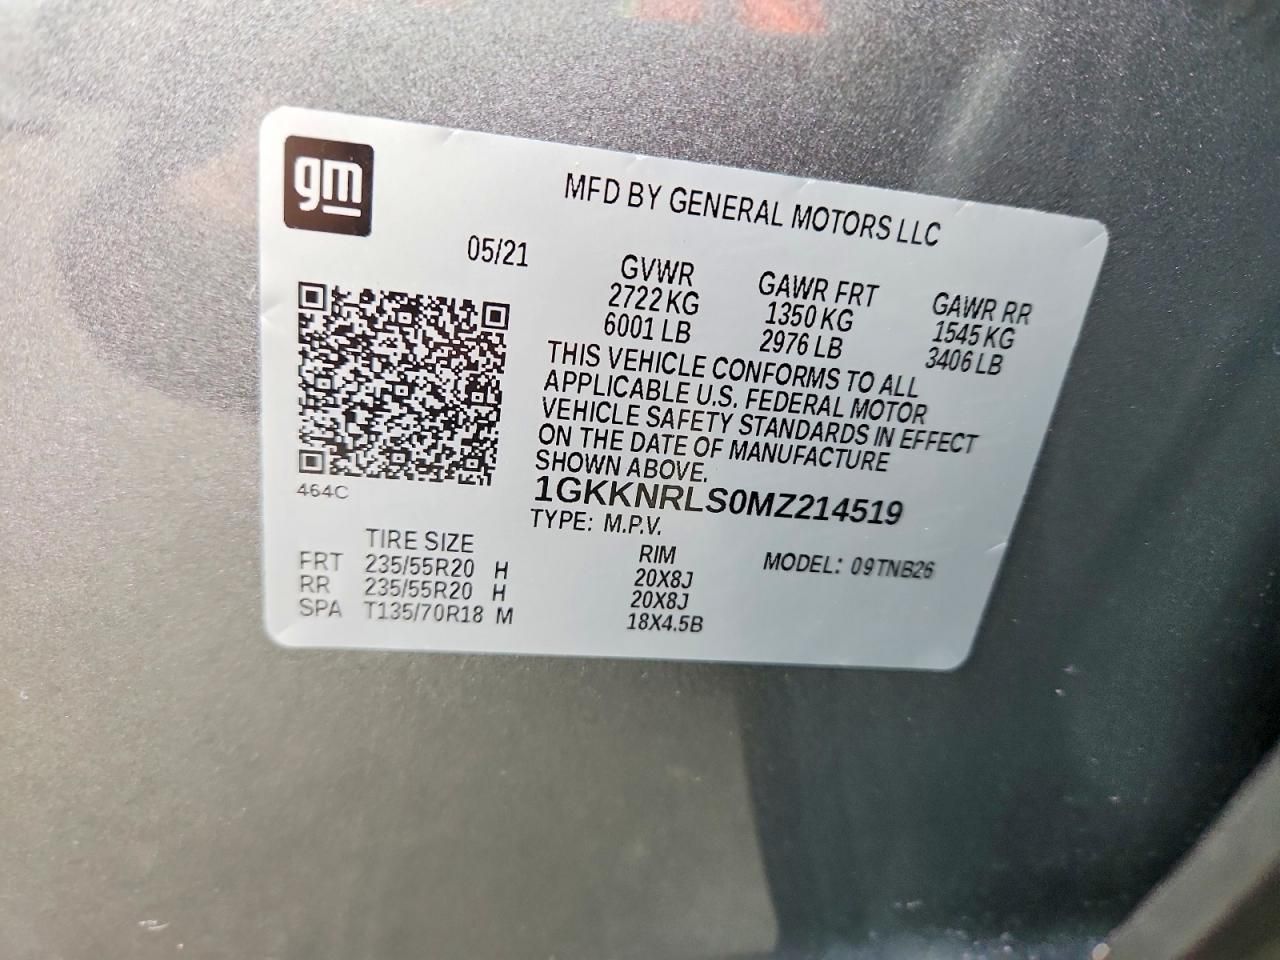 gm
MFD BY GENERAL MOTORS LLC
05/21
GVWR GAWR FRT GAWR RR
2722 KG 1350 KG 1545 KG
6001 LB 2976 LB 3406 LB
THIS VEHICLE CONFORMS TO ALL
APPLICABLE U.S. FEDERAL MOTOR
VEHICLE SAFETY STANDARDS IN EFFECT
ON THE DATE OF MANUFACTURE
SHOWN ABOVE.
464C
1GKKNRLS0MZ214519
TYPE: M.P.V.
TIRE SIZE RIM MODEL: 09TNB26
FRT 235/55R20 H 20X8J
RR 235/55R20 H 20X8J
SPA T135/70R18 M 18X4.5B